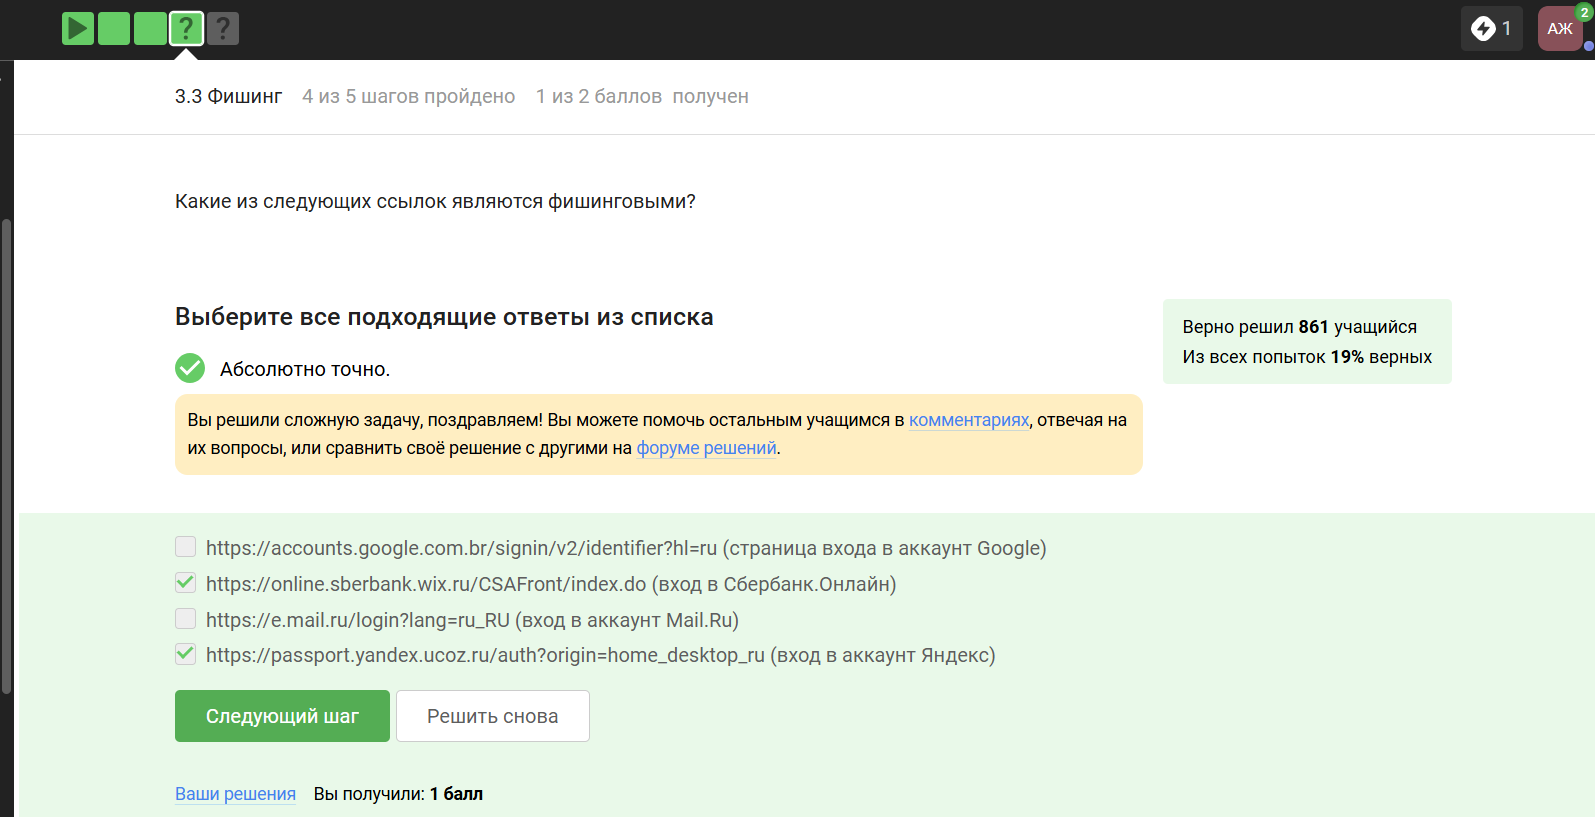 ? ?
1
АЖ
2
3.3 Фишинг 4 из 5 шагов пройдено 1 из 2 баллов получен
Какие из следующих ссылок являются фишинговыми?
Выберите все подходящие ответы из списка
Верно решил 861 учащийся
Из всех попыток 19% верных
Абсолютно точно.
Вы решили сложную задачу, поздравляем! Вы можете помочь остальным учащимся в комментариях, отвечая на
их вопросы, или сравнить своё решение с другими на форуме решений.
https://accounts.google.com.br/signin/v2/identifier?hl=ru (страница входа в аккаунт Google)
https://online.sberbank.wix.ru/CSAFront/index.do (вход в Сбербанк.Онлайн)
https://e.mail.ru/login?lang=ru_RU (вход в аккаунт Mail.Ru)
https://passport.yandex.ucoz.ru/auth?origin=home_desktop_ru (вход в аккаунт Яндекс)
Следующий шаг Решить снова
Ваши решения Вы получили: 1 балл